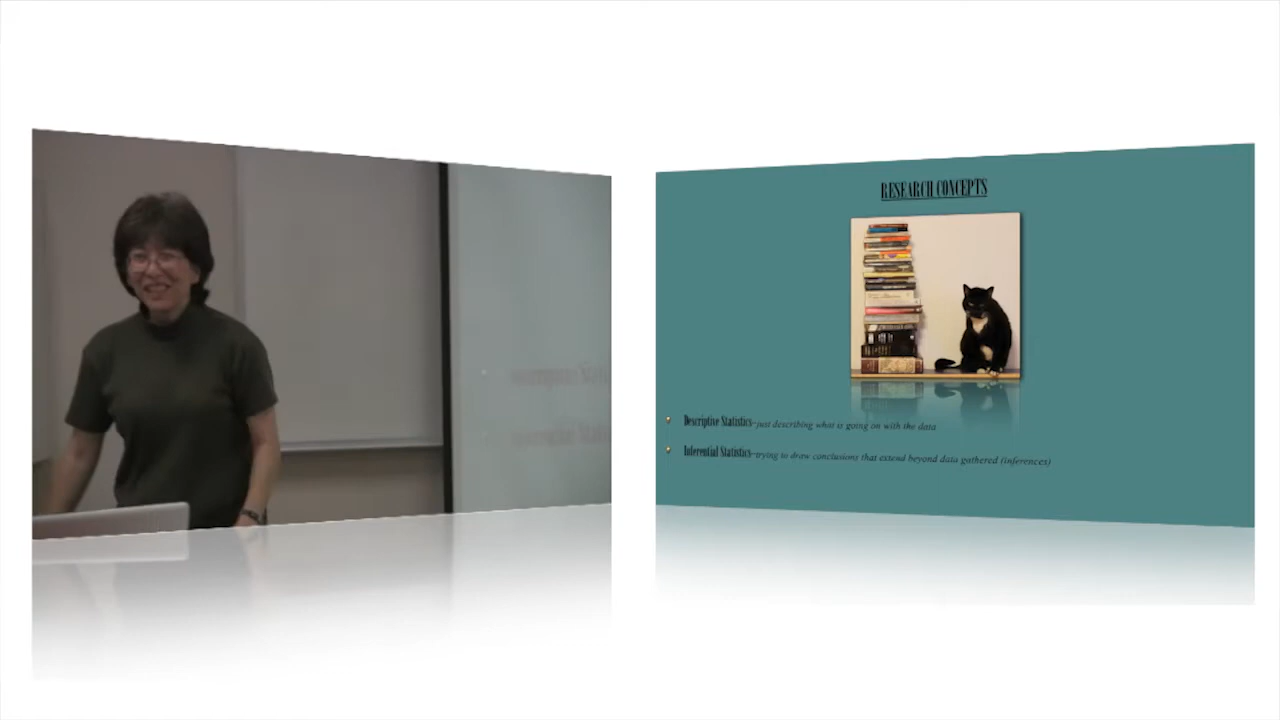 RESEARCH CONCEPTS
Descriptive Statistics–just describing what is going on with the data
Inferential Statistics–trying to draw conclusions that extend beyond data gathered (inferences)